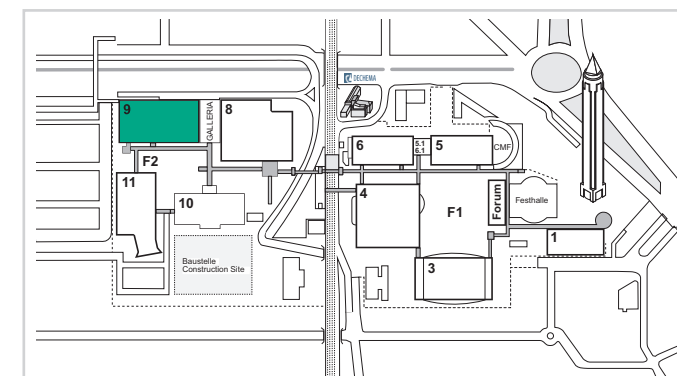 DECHEMA
9
GALLERIA
8
6
5.1
6.1
5
CMF
F2
11
10
4
F1
Forum
Festhalle
1
3
Baustelle
Construction Site